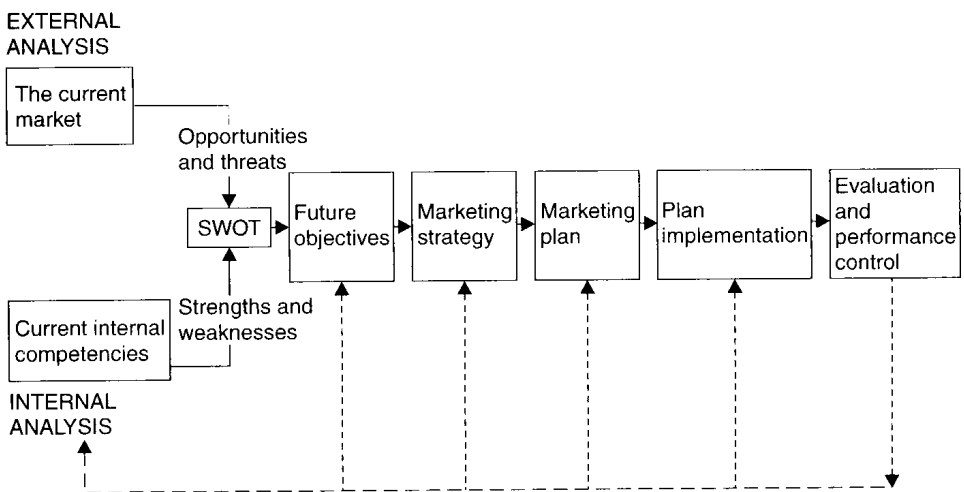 EXTERNAL
ANALYSIS
The current
market
Opportunities
and threats
SWOT
Strengths and
weaknesses
Current internal
competencies
INTERNAL
ANALYSIS
Future
objectives
Marketing
strategy
Marketing
plan
Plan
implementation
Evaluation
and
performance
control